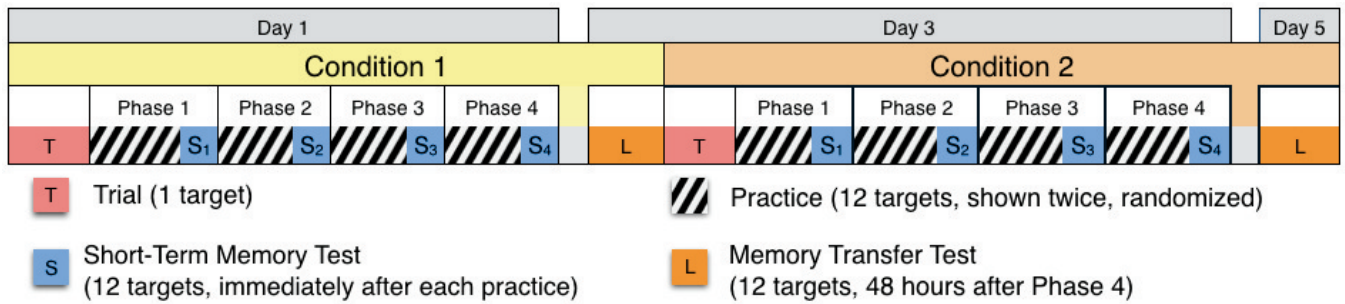 Day 1 Day 3 Day 5
Condition 1 Condition 2
Phase 1 Phase 2 Phase 3 Phase 4 Phase 1 Phase 2 Phase 3 Phase 4
T S1 S2 S3 S4 L T S1 S2 S3 S4 L
T Trial (1 target) Practice (12 targets, shown twice, randomized)
S Short-Term Memory Test L Memory Transfer Test
(12 targets, immediately after each practice) (12 targets, 48 hours after Phase 4)